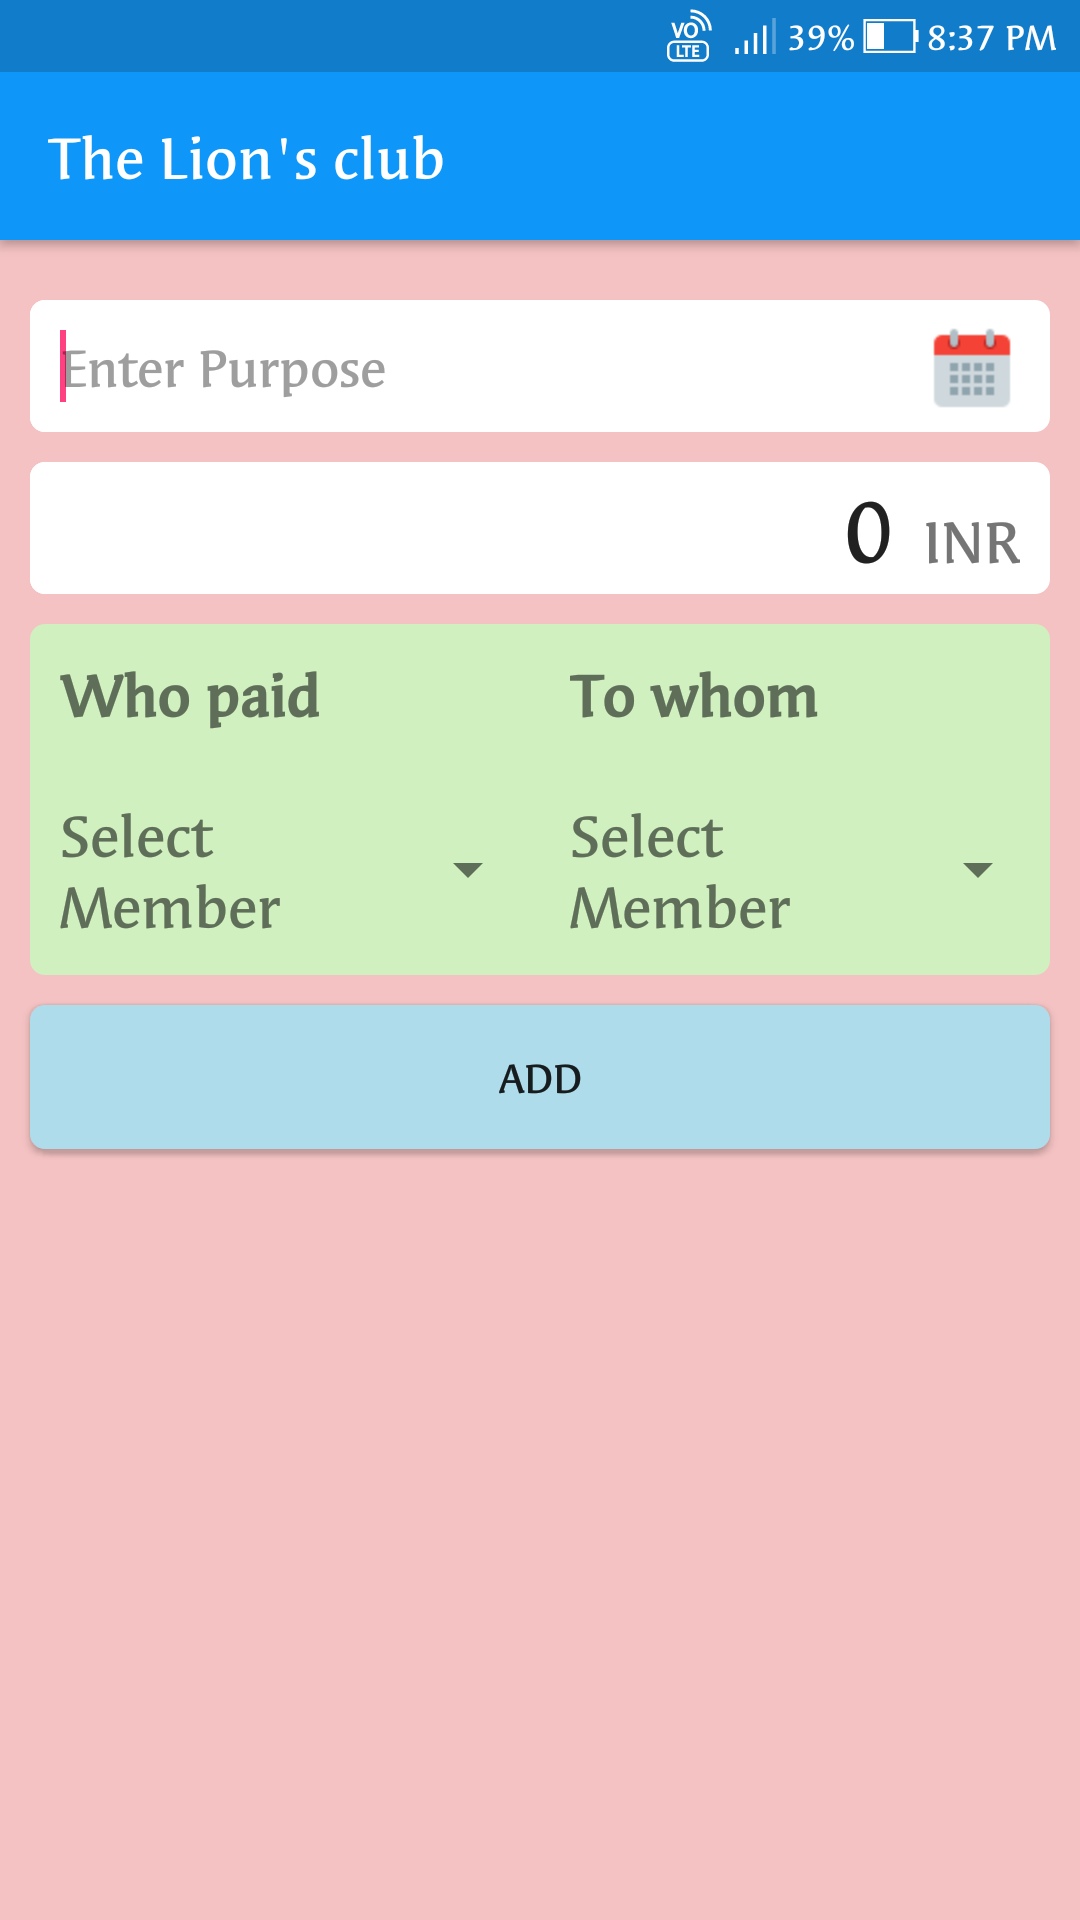 VO LTE 39% 8:37 PM
The Lion's club
Enter Purpose
0 INR
Who paid To whom
Select Select
Member Member
ADD